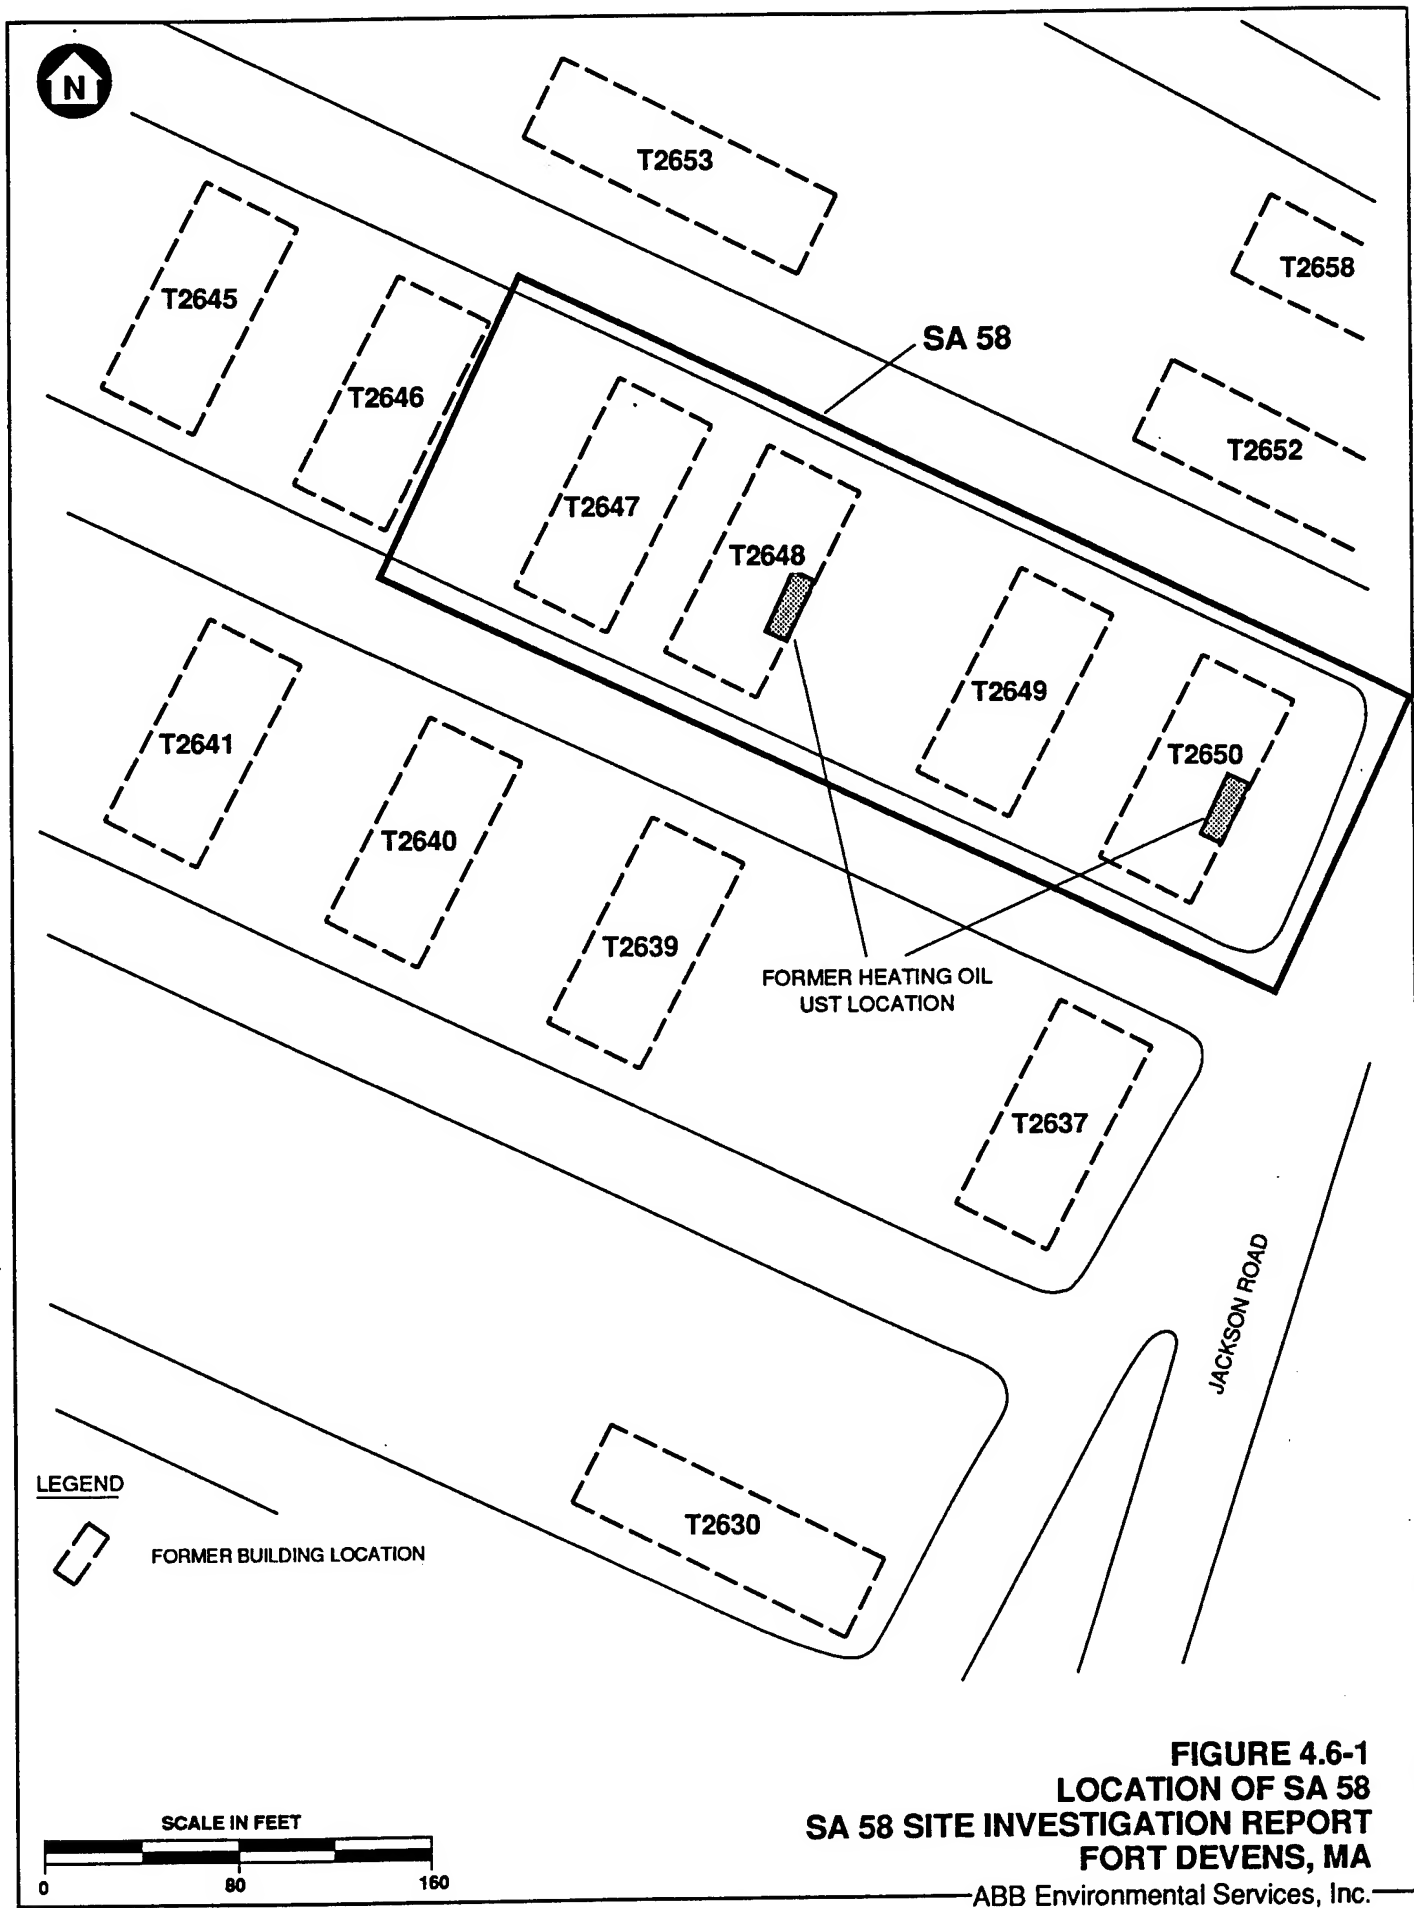 N
T2653
T2658
T2645
SA 58
T2646
T2652
T2647
T2648
T2649
T2650
T2641
T2640
T2639
FORMER HEATING OIL
UST LOCATION
T2637
JACKSON ROAD
LEGEND
T2630
FORMER BUILDING LOCATION
FIGURE 4.6-1
LOCATION OF SA 58
SA 58 SITE INVESTIGATION REPORT
FORT DEVENS, MA
SCALE IN FEET
0 80 160
ABB Environmental Services, Inc.